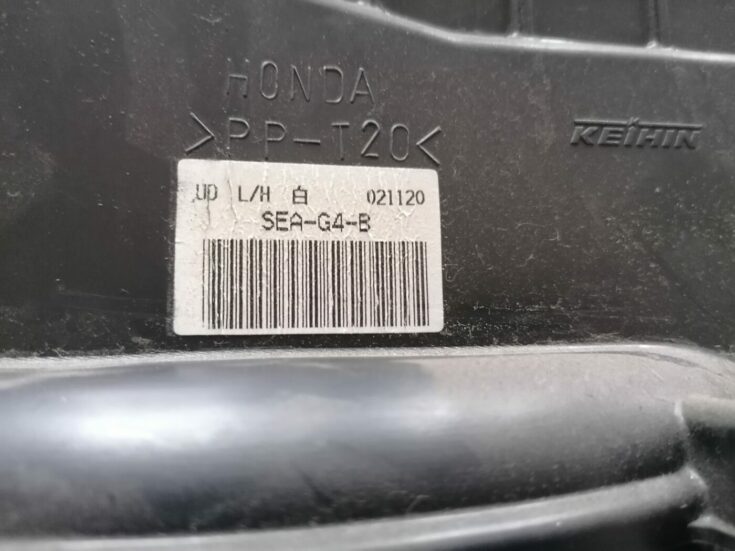 HONDA
>PP-T20<
KEIHIN
UD L/H 白 021120
SEA-G4-B